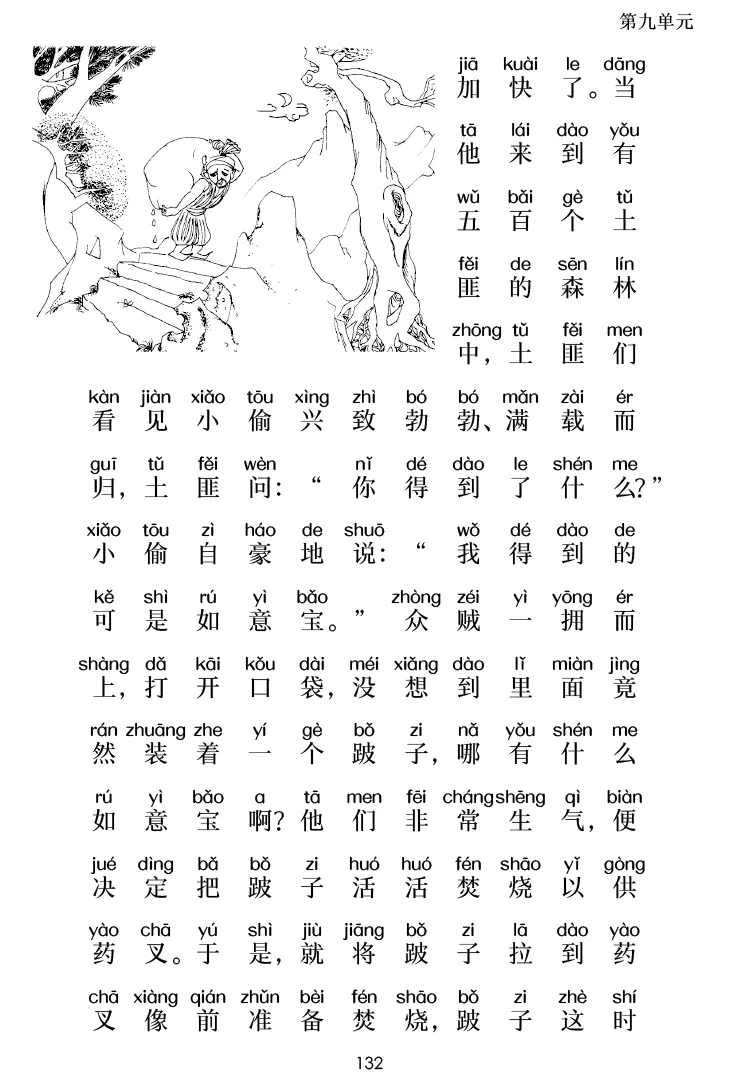 第九单元
jiā kuài le dāng
加快了。当
tā lái dào yǒu
他来到有
wǔ bǎi gè tǔ
五百个土
fěi de sēn lín
匪的森林
zhōng tǔ fěi men
中，土匪们
kàn jiàn xiǎo tōu xìng zhì bó bó mǎn zài ér
看见小偷兴致勃勃、满载而
guī tǔ fěi wèn nǐ dé dào le shén me
归，土匪问：“你得到了什么？”
xiǎo tōu zì háo de shuō wǒ dé dào de
小偷自豪地说：“我得到的
kě shì rú yì bǎo zhòng zéi yì yōng ér
可是如意宝。”众贼一拥而
shàng dǎ kāi kǒu dài méi xiǎng dào lǐ miàn jìng
上，打开口袋，没想到里面竟
rán zhuāng zhe yí gè bǒ zi nǎ yǒu shén me
然装着一个跛子，哪有什么
rú yì bǎo a tā men fēi cháng shēng qì biàn
如意宝啊？他们非常生气，便
jué dìng bǎ bǒ zi huó huó fén shāo yǐ gòng
决定把跛子活活焚烧以供
yào chā yú shì jiù jiāng bǒ zi lā dào yào
药叉。于是，就将跛子拉到药
chā xiàng qián zhǔn bèi fén shāo bǒ zi zhè shí
叉像前准备焚烧，跛子这时
132